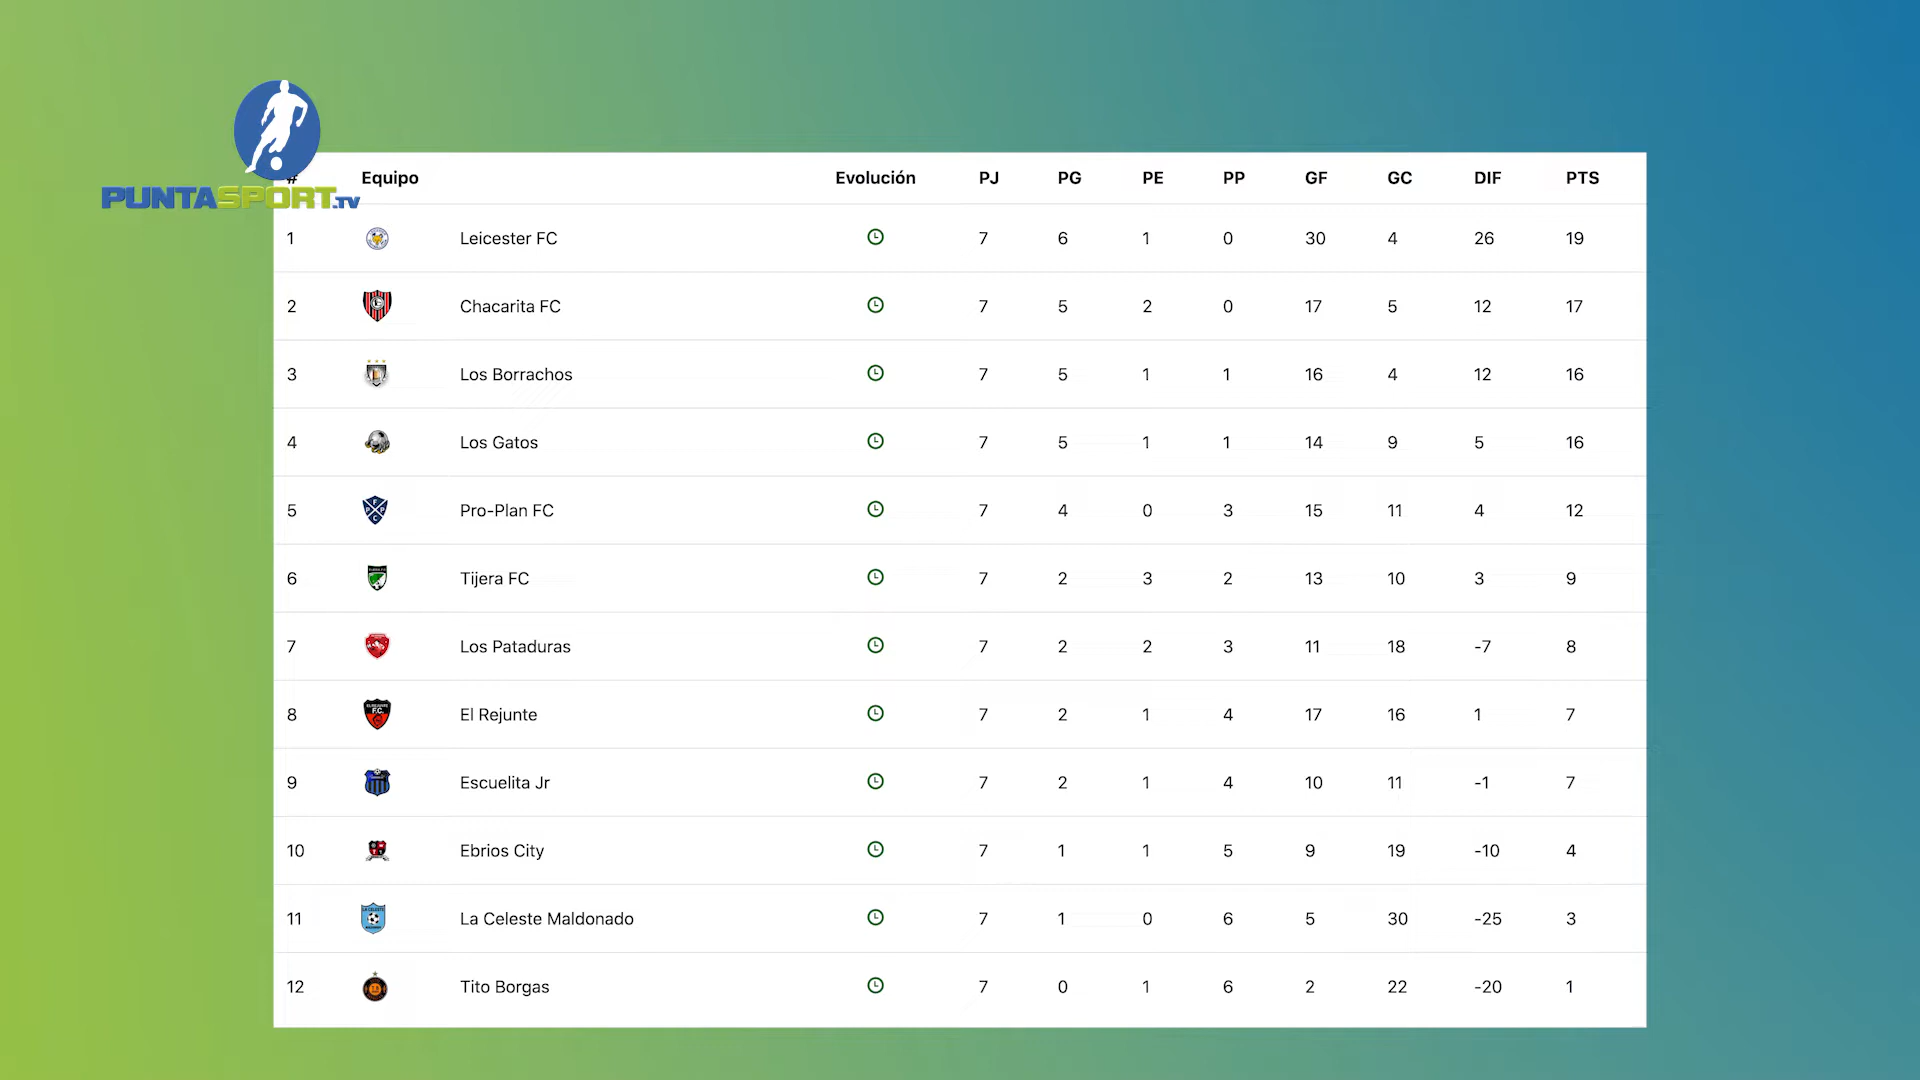 PUNTASPORT.TV
# Equipo Evolución PJ PG PE PP GF GC DIF PTS
1 Leicester FC 7 6 1 0 30 4 26 19
2 Chacarita FC 7 5 2 0 17 5 12 17
3 Los Borrachos 7 5 1 1 16 4 12 16
4 Los Gatos 7 5 1 1 14 9 5 16
5 Pro-Plan FC 7 4 0 3 15 11 4 12
6 Tijera FC 7 2 3 2 13 10 3 9
7 Los Pataduras 7 2 2 3 11 18 -7 8
8 El Rejunte 7 2 1 4 17 16 1 7
9 Escuelita Jr 7 2 1 4 10 11 -1 7
10 Ebrios City 7 1 1 5 9 19 -10 4
11 La Celeste Maldonado 7 1 0 6 5 30 -25 3
12 Tito Borgas 7 0 1 6 2 22 -20 1